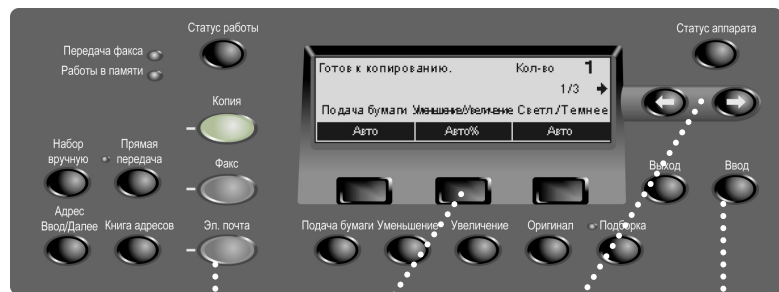 Статус работы
Статус аппарата
Передача факса
Работы в памяти
Готов к копированию. Кол-во 1
1/3
Подача бумаги Уменьшение/Увеличение Светл./Темнее
Авто Авто% Авто
Копия
Набор вручную
Прямая передача
Факс
Выход
Ввод
Адрес
Ввод/Далее
Книга адресов
Эл. почта
Подача бумаги Уменьшение Увеличение Оригинал Подборка